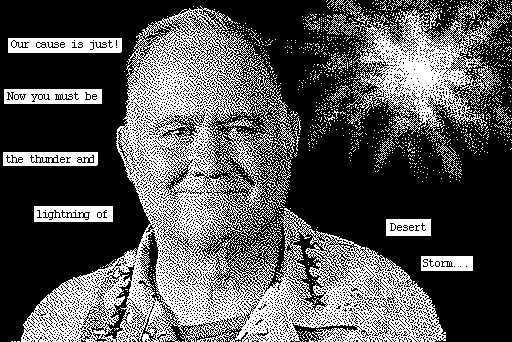 Our cause is just!
Now you must be
the thunder and
lightning of
Desert
Storm...